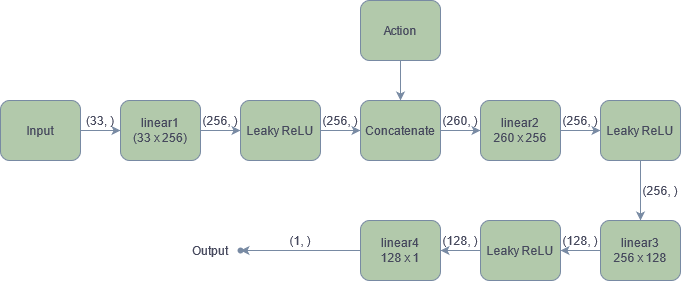 Action
Input
(33, )
linear1
(33 x 256)
(256, )
Leaky ReLU
(256, )
Concatenate
(260, )
linear2
260 x 256
(256, )
Leaky ReLU
(256, )
linear3
256 x 128
(128, )
Leaky ReLU
(128, )
linear4
128 x 1
(1, )
Output